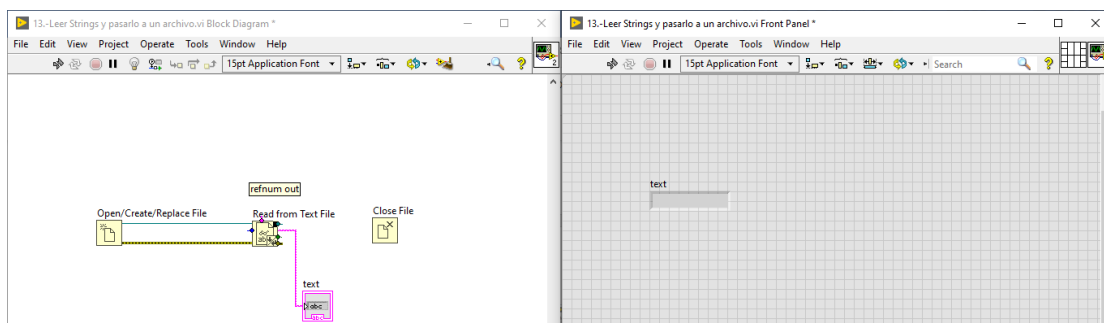 13.-Leer Strings y pasarlo a un archivo.vi Block Diagram *
File Edit View Project Operate Tools Window Help
15pt Application Font
2
refnum out
Open/Create/Replace File
Read from Text File
Close File
text
abc
13.-Leer Strings y pasarlo a un archivo.vi Front Panel *
File Edit View Project Operate Tools Window Help
15pt Application Font
Search
text